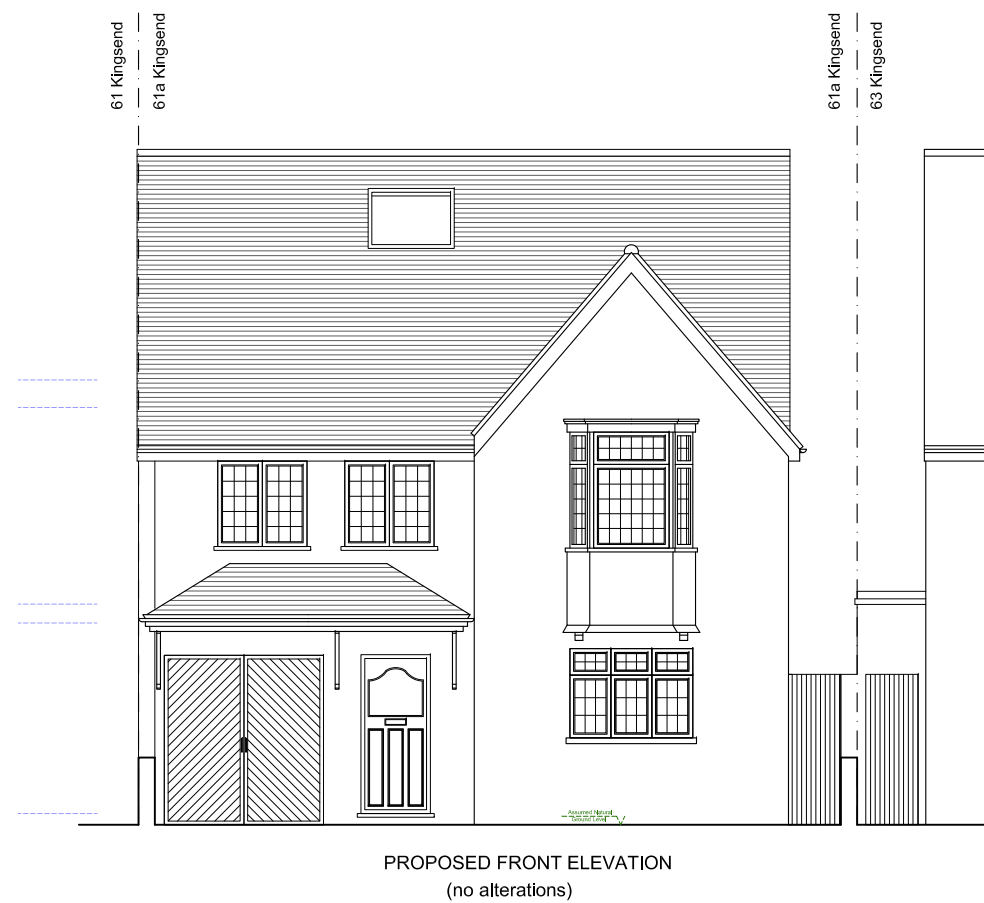 61 Kingsend
61a Kingsend
61a Kingsend
63 Kingsend
Assumed Natural
Ground Level
PROPOSED FRONT ELEVATION
(no alterations)